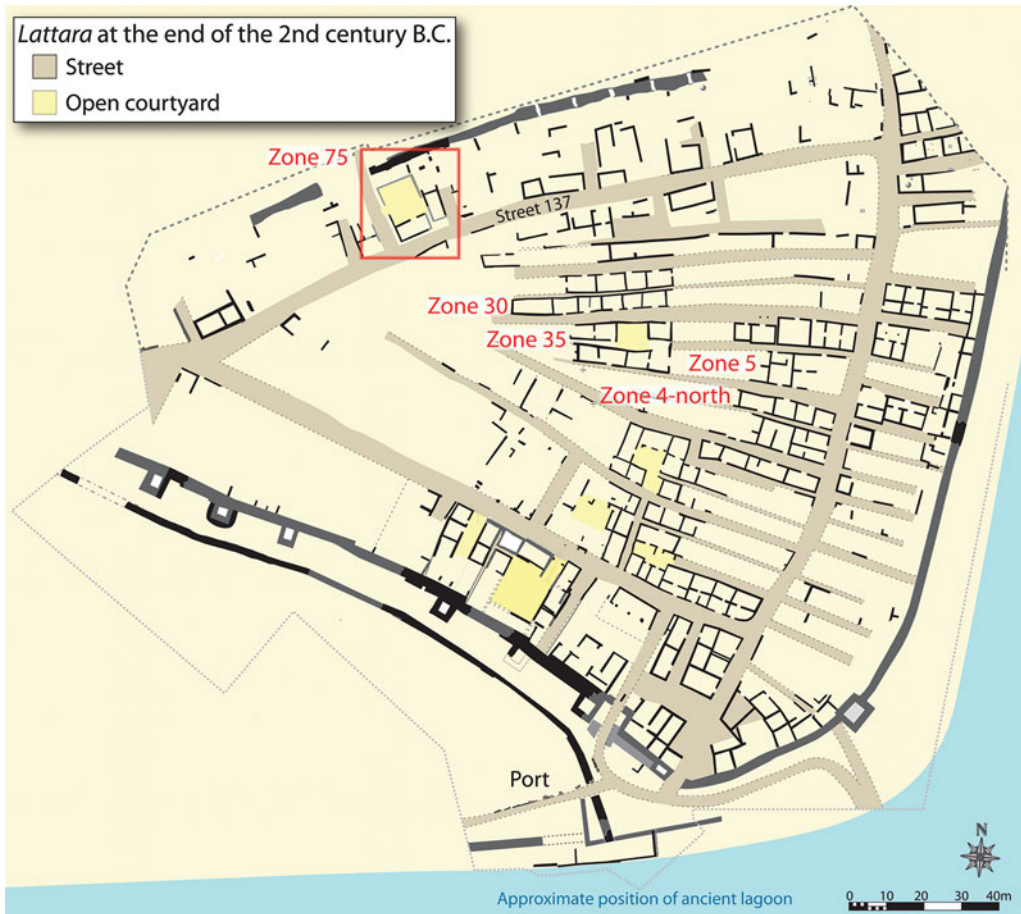 Lattara at the end of the 2nd century B.C.
Street
Open courtyard
Zone 75
Street 137
Zone 30
Zone 35
Zone 5
Zone 4-north
Port
N
Approximate position of ancient lagoon
0 10 20 30 40m